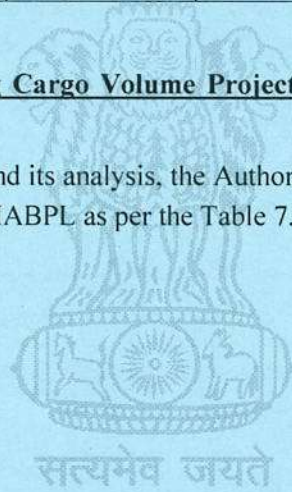 Cargo Volume Project
nd its analysis, the Author
ABPL as per the Table 7.
सत्यमेव जयते